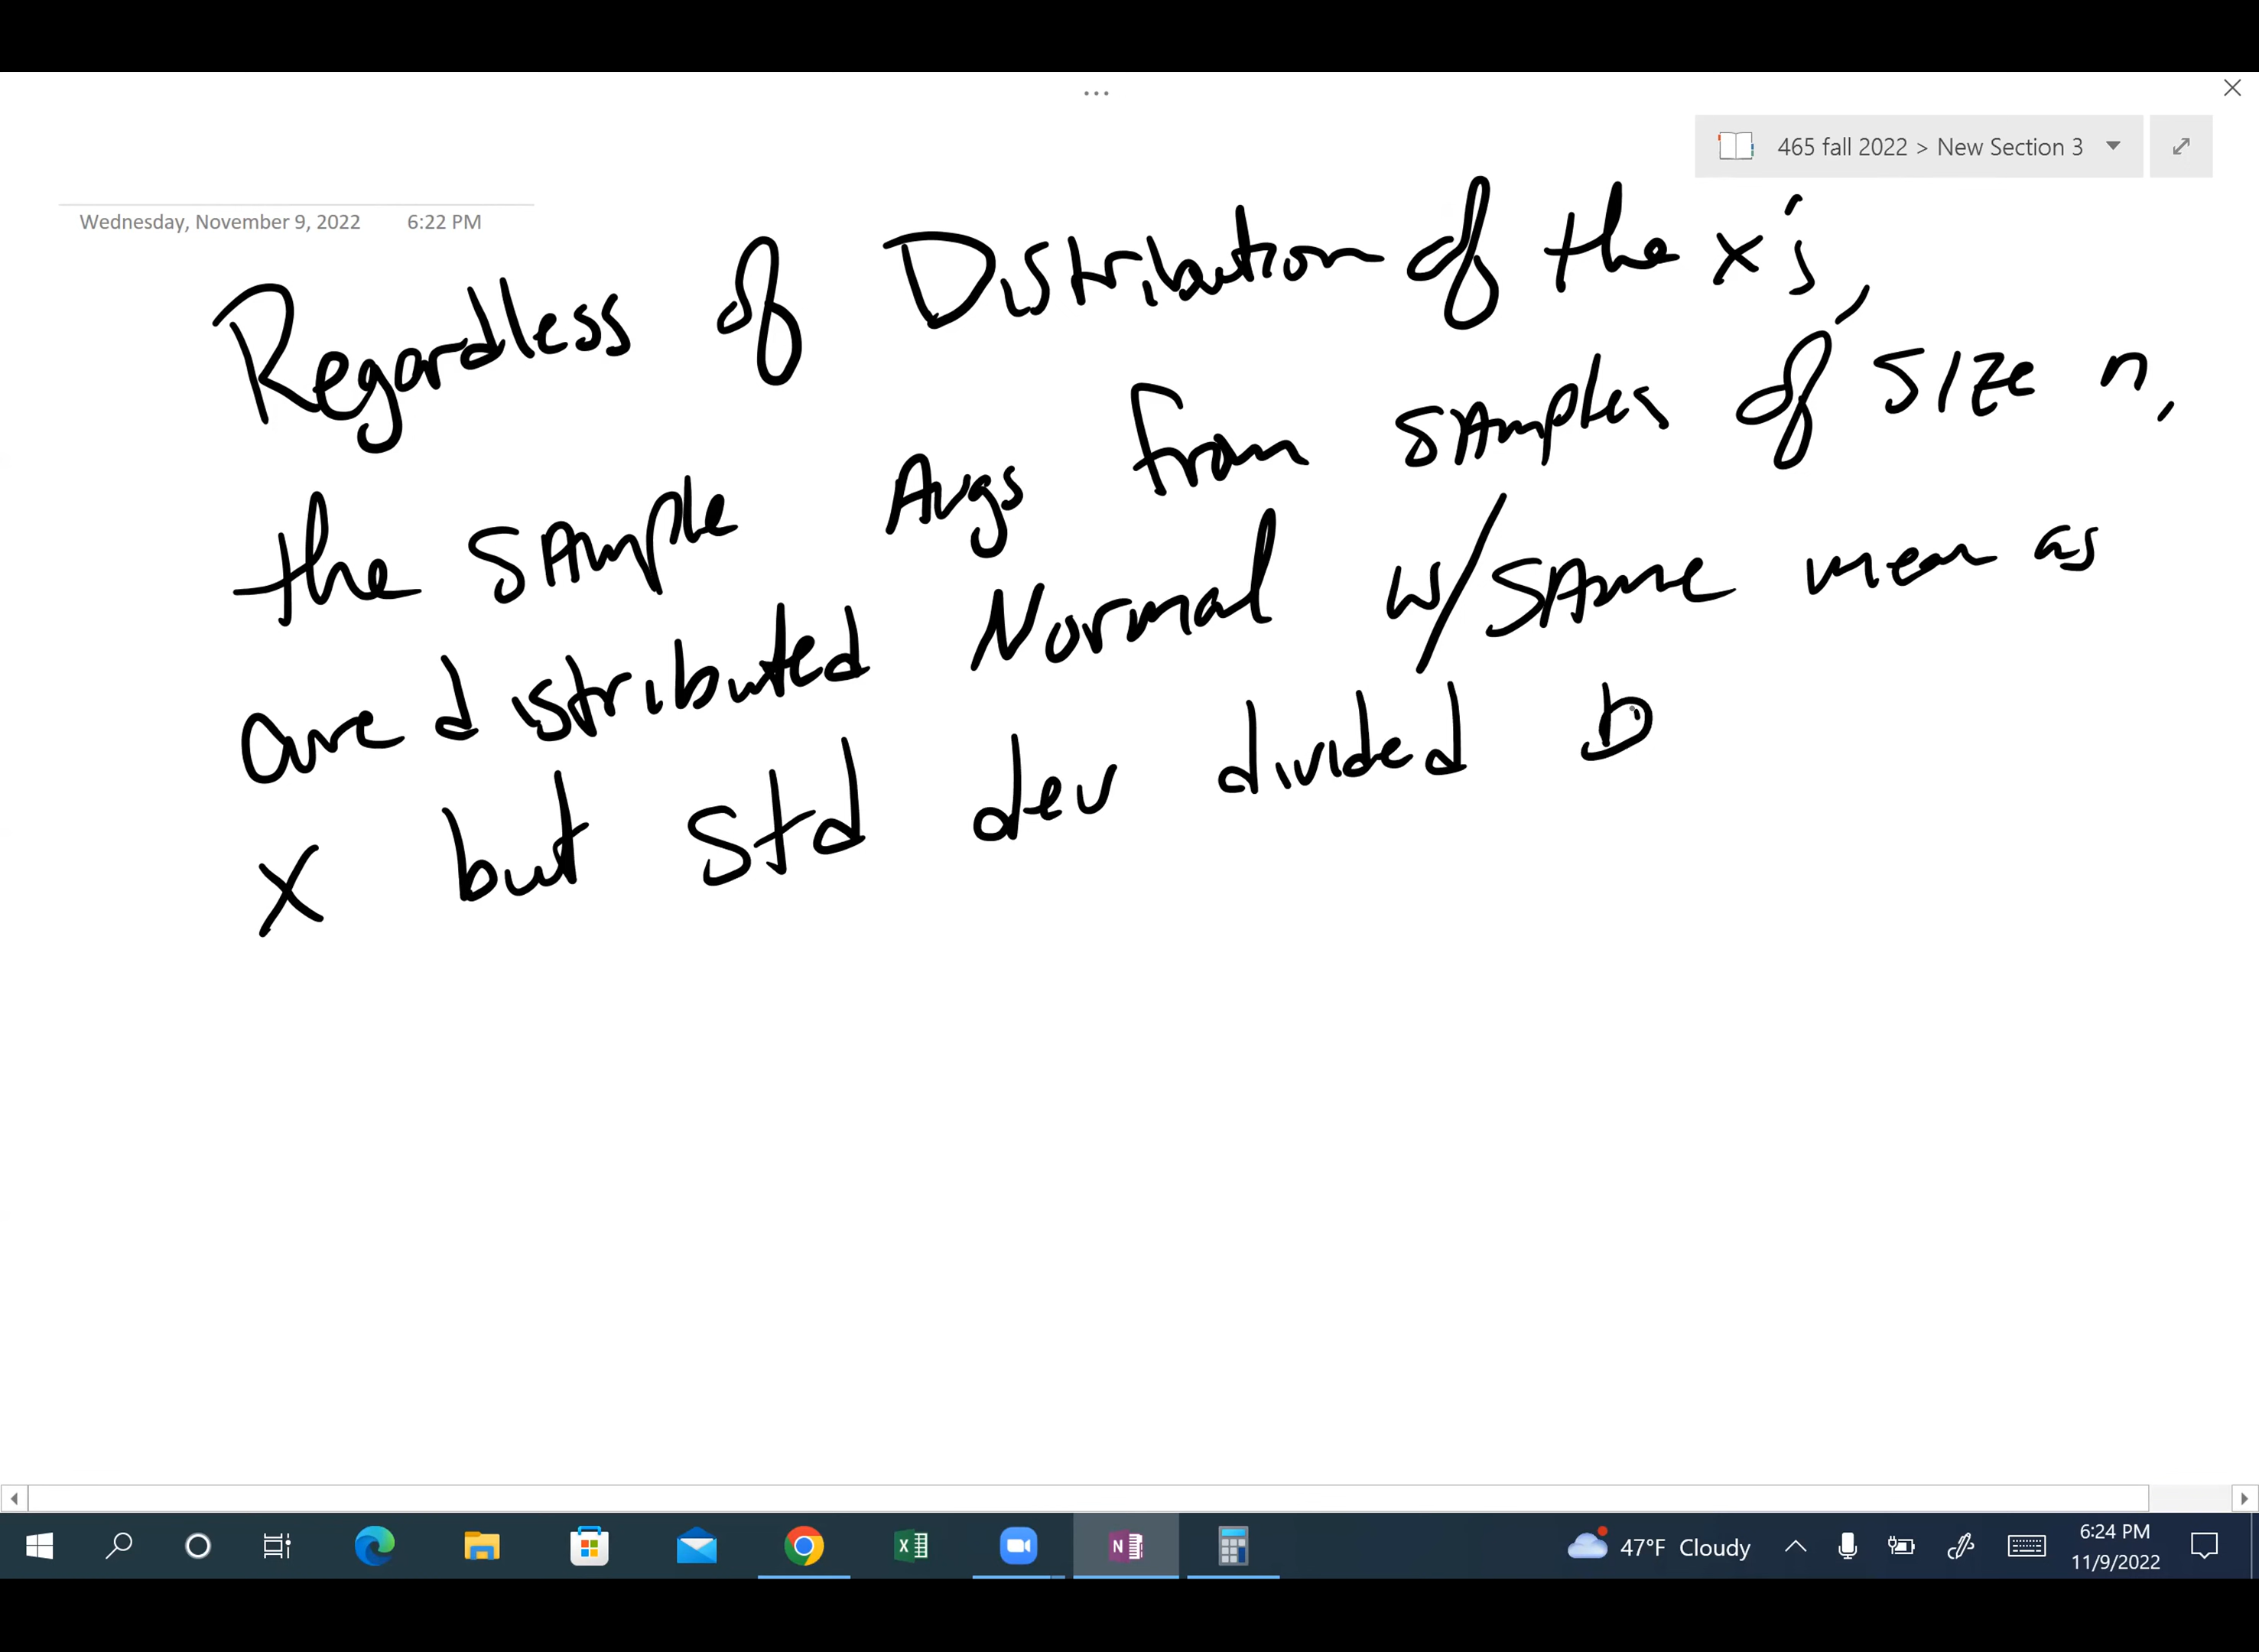 ...
465 fall 2022 > New Section 3
Wednesday, November 9, 2022 6:22 PM
Regardless of Distribution of the x's,
the SAmple Avgs from SAmples of SIZE n,
are distributed Normal w/ SAme mean as
X but Std dev divided b
47°F Cloudy
6:24 PM
11/9/2022